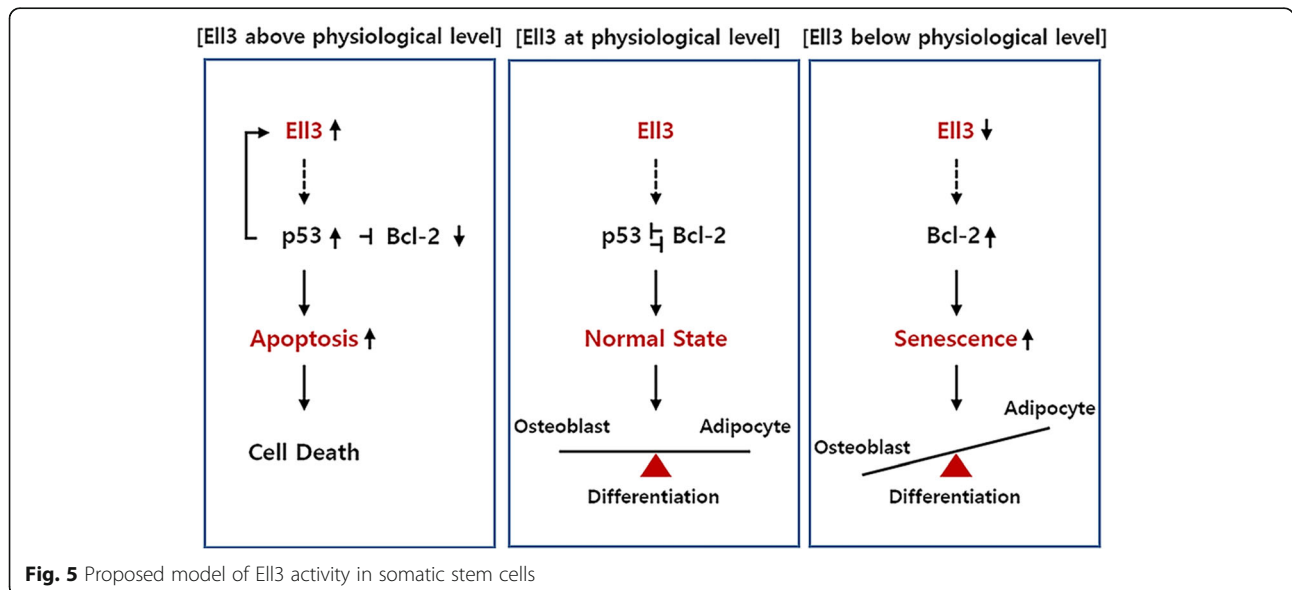 [Ell3 above physiological level] [Ell3 at physiological level] [Ell3 below physiological level]
Ell3 ↑
p53 ↑ ⊣ Bcl-2 ↓
Apoptosis ↑
Cell Death
Ell3
p53 Bcl-2
Normal State
Osteoblast Adipocyte
Differentiation
Ell3 ↓
Bcl-2 ↑
Senescence ↑
Adipocyte
Osteoblast
Differentiation
Fig. 5 Proposed model of Ell3 activity in somatic stem cells